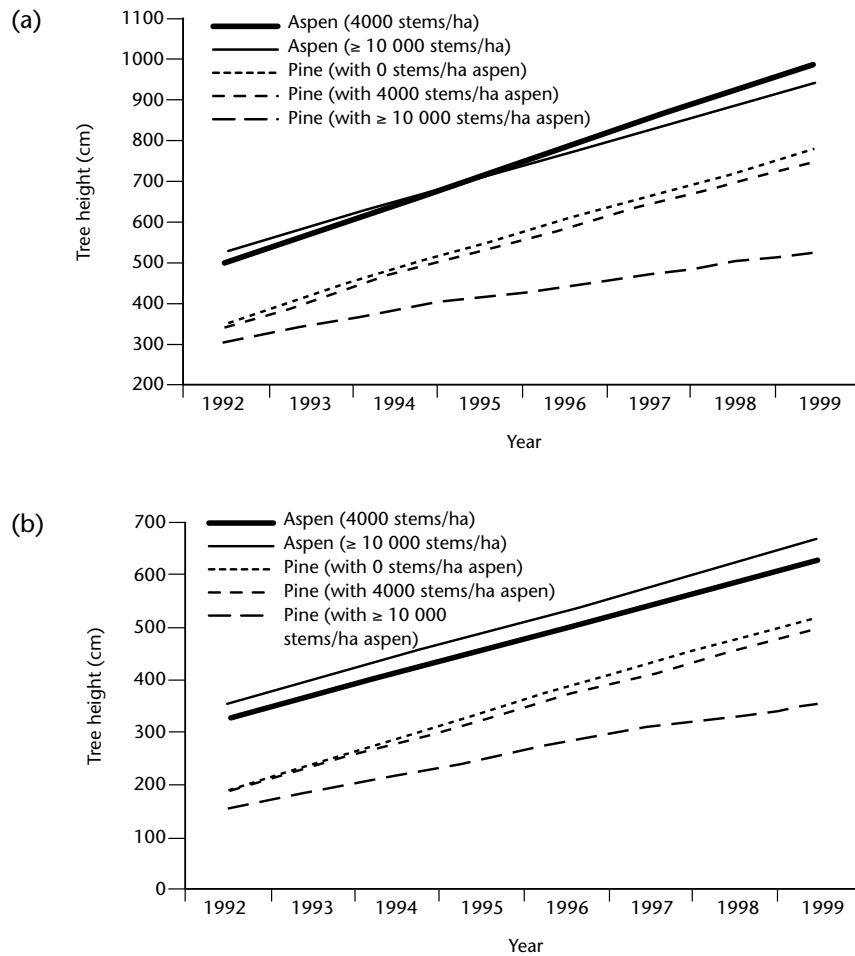 (a)
1100
1000
900
800
700
600
500
400
300
200
Tree height (cm)
Aspen (4000 stems/ha)
Aspen (≥ 10 000 stems/ha)
Pine (with 0 stems/ha aspen)
Pine (with 4000 stems/ha aspen)
Pine (with ≥ 10 000 stems/ha aspen)
1992 1993 1994 1995 1996 1997 1998 1999
Year
(b)
700
600
500
400
300
200
100
0
Tree height (cm)
Aspen (4000 stems/ha)
Aspen (≥ 10 000 stems/ha)
Pine (with 0 stems/ha aspen)
Pine (with 4000 stems/ha aspen)
Pine (with ≥ 10 000
stems/ha aspen)
1992 1993 1994 1995 1996 1997 1998 1999
Year